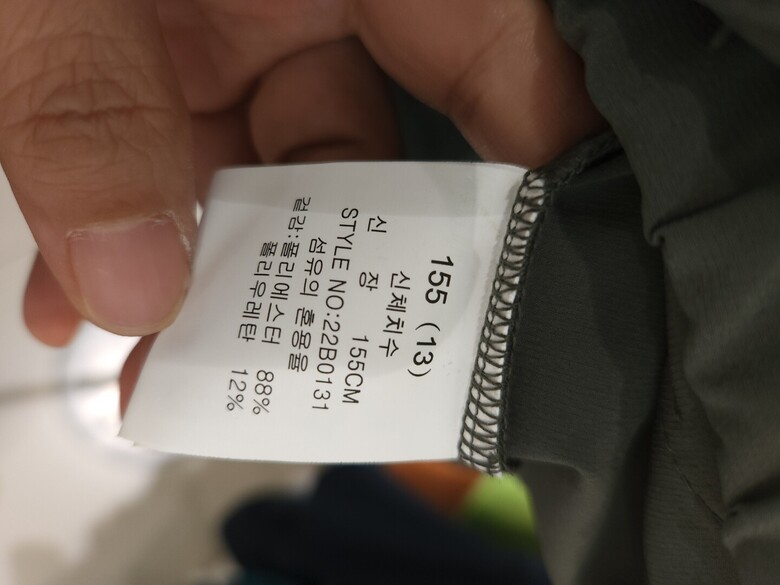 155 (13)
신체치수
신 장 155CM
STYLE NO:22B0131
섬유의 혼용율
겉감:폴리에스터 88%
폴리우레탄 12%